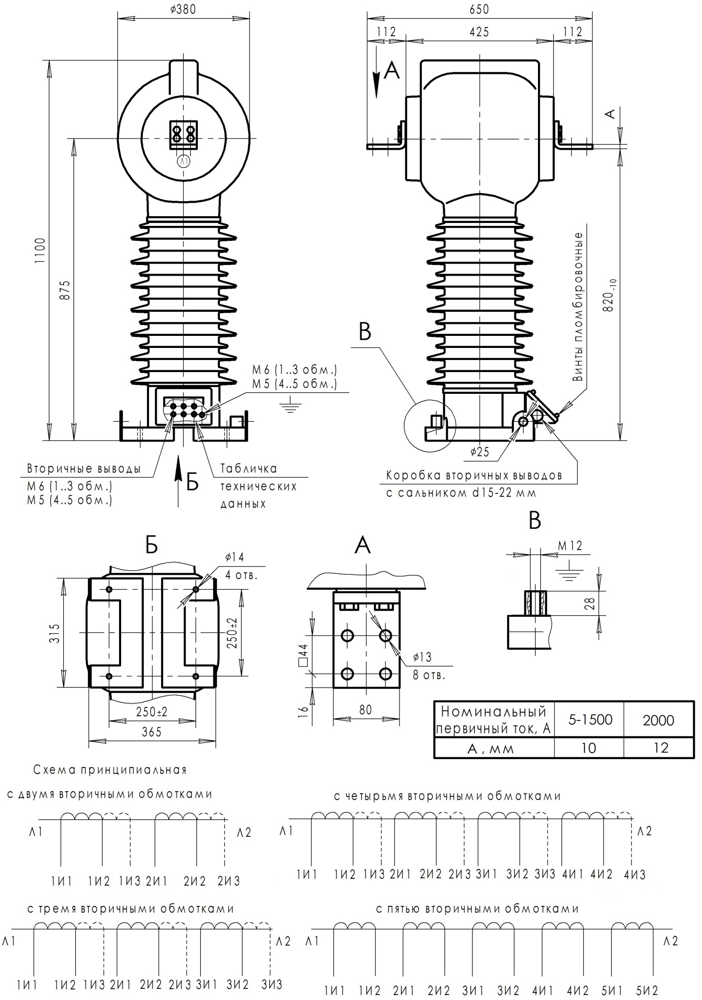 ⌀380
650
112
425
112
А
А
Л1
1100
875
820-10
Винты пломбировочные
В
М6 (1..3 обм.)
М5 (4..5 обм.)
⌀25
Вторичные выводы
М6 (1..3 обм.)
М5 (4..5 обм.)
Б
Табличка
технических
данных
Коробка вторичных выводов
с сальником d15-22 мм
Б
⌀14
4 отв.
315
250±2
250±2
365
А
□44
16
80
⌀13
8 отв.
В
М12
28
Номинальный
первичный ток, А
5-1500
2000
А, мм
10
12
Схема принципиальная
с двумя вторичными обмотками
Л1
Л2
1И1 1И2 1И3 2И1 2И2 2И3
с четырьмя вторичными обмотками
Л1
Л2
1И1 1И2 1И3 2И1 2И2 2И3 3И1 3И2 3И3 4И1 4И2 4И3
с тремя вторичными обмотками
Л1
Л2
1И1 1И2 1И3 2И1 2И2 2И3 3И1 3И2 3И3
с пятью вторичными обмотками
Л1
Л2
1И1 1И2 2И1 2И2 3И1 3И2 4И1 4И2 5И1 5И2